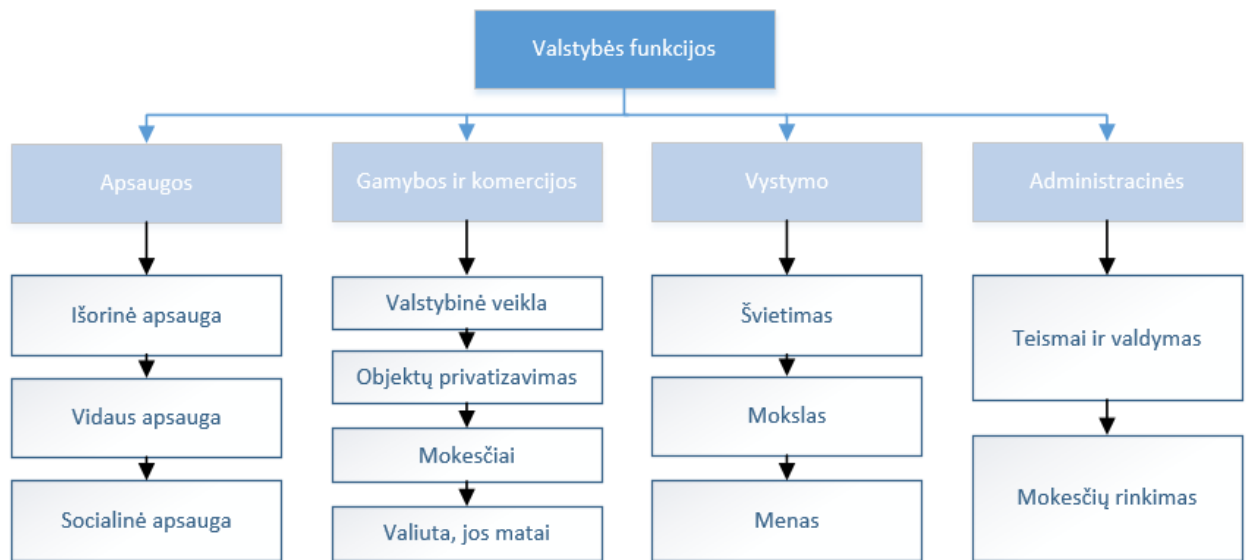 Valstybės funkcijos
Apsaugos
Išorinė apsauga
Vidaus apsauga
Socialinė apsauga
Gamybos ir komercijos
Valstybinė veikla
Objektų privatizavimas
Mokesčiai
Valiuta, jos matai
Vystymo
Švietimas
Mokslas
Menas
Administracinės
Teismai ir valdymas
Mokesčių rinkimas